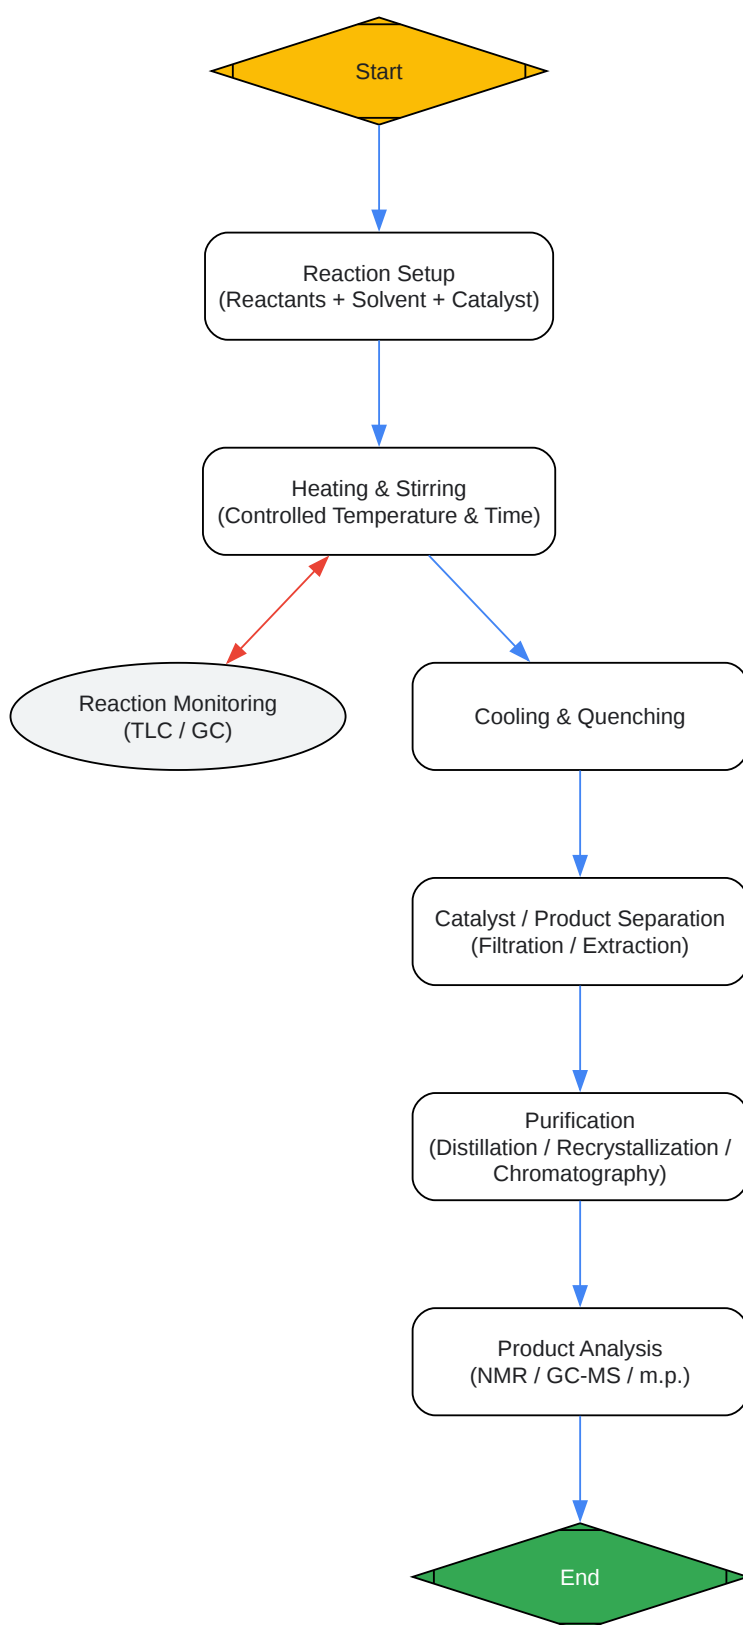 Start
Reaction Setup
(Reactants + Solvent + Catalyst)
Heating & Stirring
(Controlled Temperature & Time)
Reaction Monitoring
(TLC / GC)
Cooling & Quenching
Catalyst / Product Separation
(Filtration / Extraction)
Purification
(Distillation / Recrystallization /
Chromatography)
Product Analysis
(NMR / GC-MS / m.p.)
End